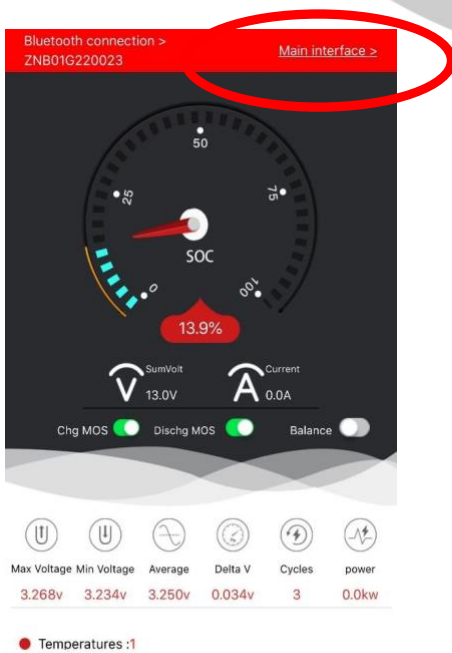 Bluetooth connection >
ZNB01G220023
Main interface >
50
25
75
0
100
SOC
13.9%
SumVolt
V 13.0V
Current
A 0.0A
Chg MOS
Dischg MOS
Balance
Max Voltage Min Voltage Average Delta V Cycles power
3.268v 3.234v 3.250v 0.034v 3 0.0kw
Temperatures :1